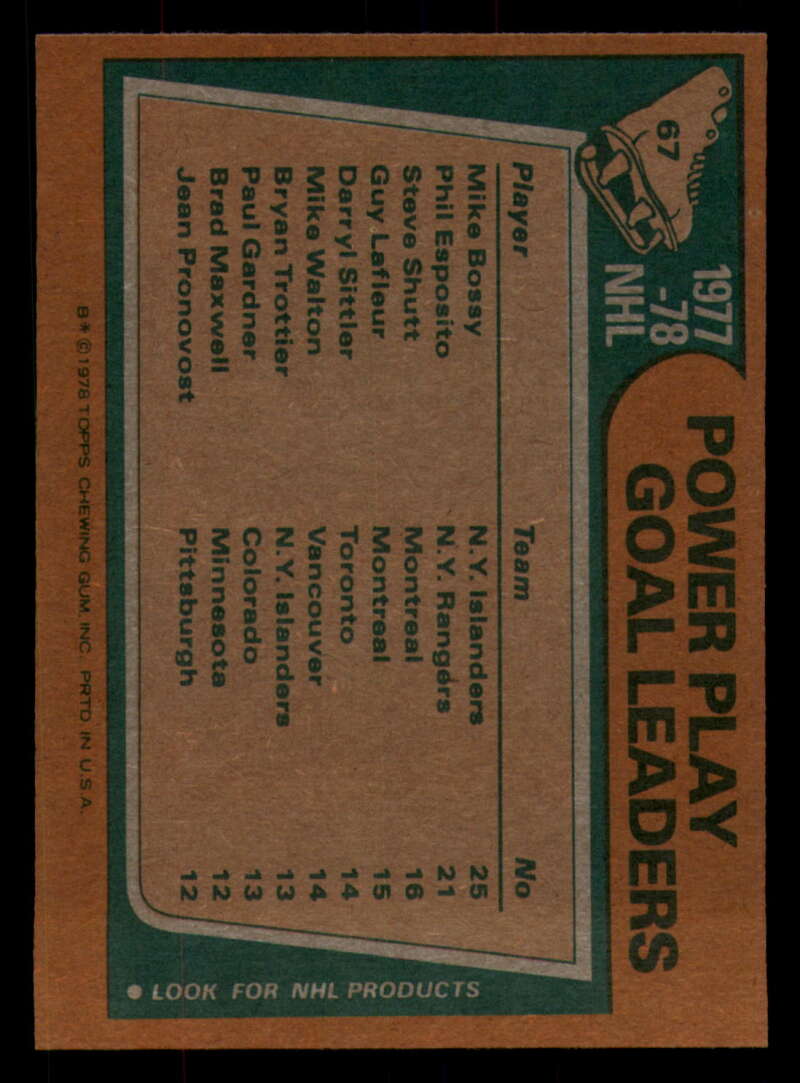 67
1977
-78
NHL
POWER PLAY
GOAL LEADERS
Player Team No
Mike Bossy N.Y. Islanders 25
Phil Esposito N.Y. Rangers 21
Steve Shutt Montreal 16
Guy Lafleur Montreal 15
Darryl Sittler Toronto 14
Mike Walton Vancouver 14
Bryan Trottier N.Y. Islanders 13
Paul Gardner Colorado 13
Brad Maxwell Minnesota 12
Jean Pronovost Pittsburgh 12
● LOOK FOR NHL PRODUCTS
B*©1978 TOPPS CHEWING GUM, INC. PRTD IN U.S.A.